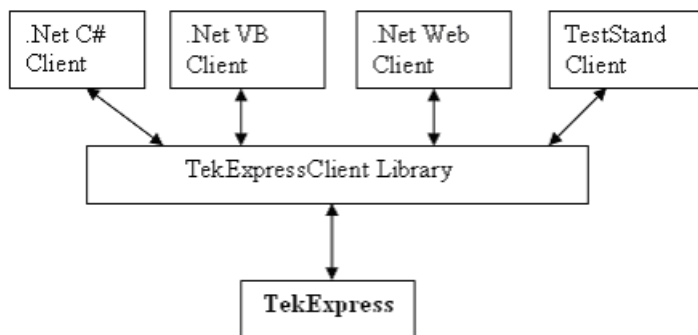 .Net C#
Client
.Net VB
Client
.Net Web
Client
TestStand
Client
TekExpressClient Library
TekExpress